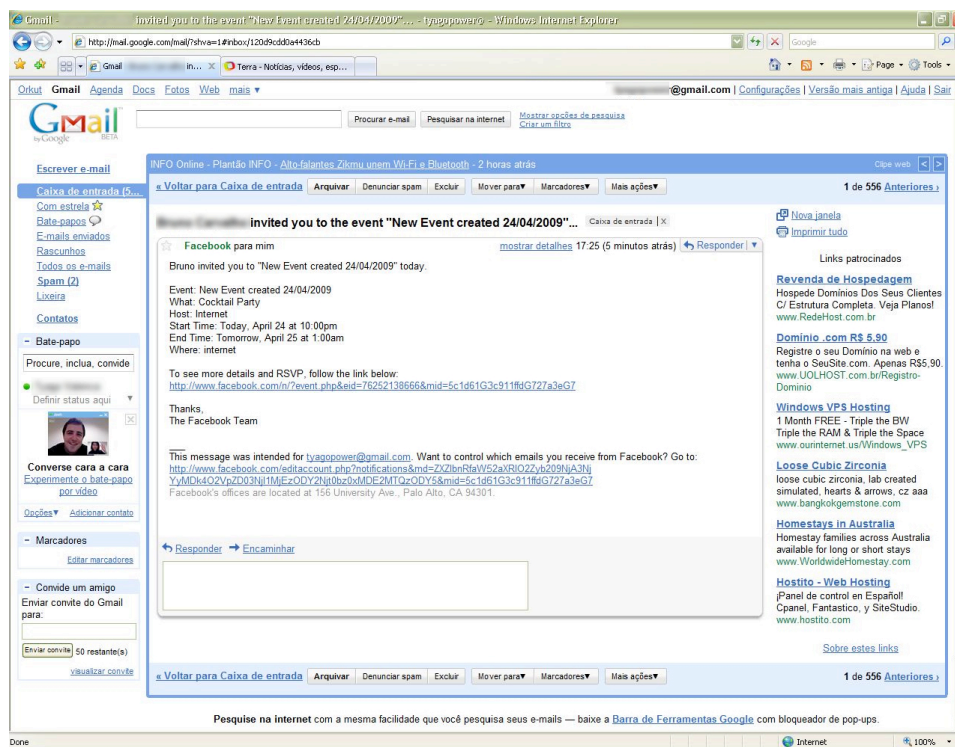 Gmail - invited you to the event "New Event created 24/04/2009"... - tyagopower@ - Windows Internet Explorer
http://mail.google.com/mail/?shva=1#inbox/120d9cdd0a4436cb
Google
Gmail in... X Terra - Notícias, vídeos, esp...
Page Tools
Orkut Gmail Agenda Docs Fotos Web mais ▼
@gmail.com | Configurações | Versão mais antiga | Ajuda | Sair
Gmail
by Google BETA
Procurar e-mail Pesquisar na internet Mostrar opções de pesquisa
Criar um filtro
Escrever e-mail
Caixa de entrada (5...
Com estrela
Bate-papos
E-mails enviados
Rascunhos
Todos os e-mails
Spam (2)
Lixeira
Contatos
− Bate-papo
Procure, inclua, convide
Definir status aqui ▼
Converse cara a cara
Experimente o bate-papo
por vídeo
Opções▼ Adicionar contato
− Marcadores
Editar marcadores
− Convide um amigo
Enviar convite do Gmail
para:
Enviar convite 50 restante(s)
visualizar convite
INFO Online - Plantão INFO - Alto-falantes Zikmu unem Wi-Fi e Bluetooth - 2 horas atrás
Clipe web < >
« Voltar para Caixa de entrada Arquivar Denunciar spam Excluir Mover para▼ Marcadores▼ Mais ações▼ 1 de 556 Anteriores ›
invited you to the event "New Event created 24/04/2009"... Caixa de entrada | X
Facebook para mim mostrar detalhes 17:25 (5 minutos atrás) Responder ▼
Bruno invited you to "New Event created 24/04/2009" today.
Event: New Event created 24/04/2009
What: Cocktail Party
Host: Internet
Start Time: Today, April 24 at 10:00pm
End Time: Tomorrow, April 25 at 1:00am
Where: internet
To see more details and RSVP, follow the link below:
http://www.facebook.com/n/?event.php&eid=76252138666&mid=5c1d61G3c911ffdG727a3eG7
Thanks,
The Facebook Team
___
This message was intended for tyagopower@gmail.com. Want to control which emails you receive from Facebook? Go to:
http://www.facebook.com/editaccount.php?notifications&md=ZXZlbnRfaW52aXRlO2Zyb209NjA3Nj
YyMDk4O2VpZD03NjI1MjEzODY2Njt0bz0xMDE2MTQzODY5&mid=5c1d61G3c911ffdG727a3eG7
Facebook's offices are located at 156 University Ave., Palo Alto, CA 94301.
Responder Encaminhar
Nova janela
Imprimir tudo
Links patrocinados
Revenda de Hospedagem
Hospede Domínios Dos Seus Clientes
C/ Estrutura Completa. Veja Planos!
www.RedeHost.com.br
Domínio .com R$ 5,90
Registre o seu Domínio na web e
tenha o SeuSite.com. Apenas R$5,90.
www.UOLHOST.com.br/Registro-
Dominio
Windows VPS Hosting
1 Month FREE - Triple the BW
Triple the RAM & Triple the Space
www.ourinternet.us/Windows_VPS
Loose Cubic Zirconia
loose cubic zirconia, lab created
simulated, hearts & arrows, cz aaa
www.bangkokgemstone.com
Homestays in Australia
Homestay families across Australia
available for long or short stays
www.WorldwideHomestay.com
Hostito - Web Hosting
¡Panel de control en Español!
Cpanel, Fantastico, y SiteStudio.
www.hostito.com
Sobre estes links
« Voltar para Caixa de entrada Arquivar Denunciar spam Excluir Mover para▼ Marcadores▼ Mais ações▼ 1 de 556 Anteriores ›
Pesquise na internet com a mesma facilidade que você pesquisa seus e-mails — baixe a Barra de Ferramentas Google com bloqueador de pop-ups.
Done Internet 100%